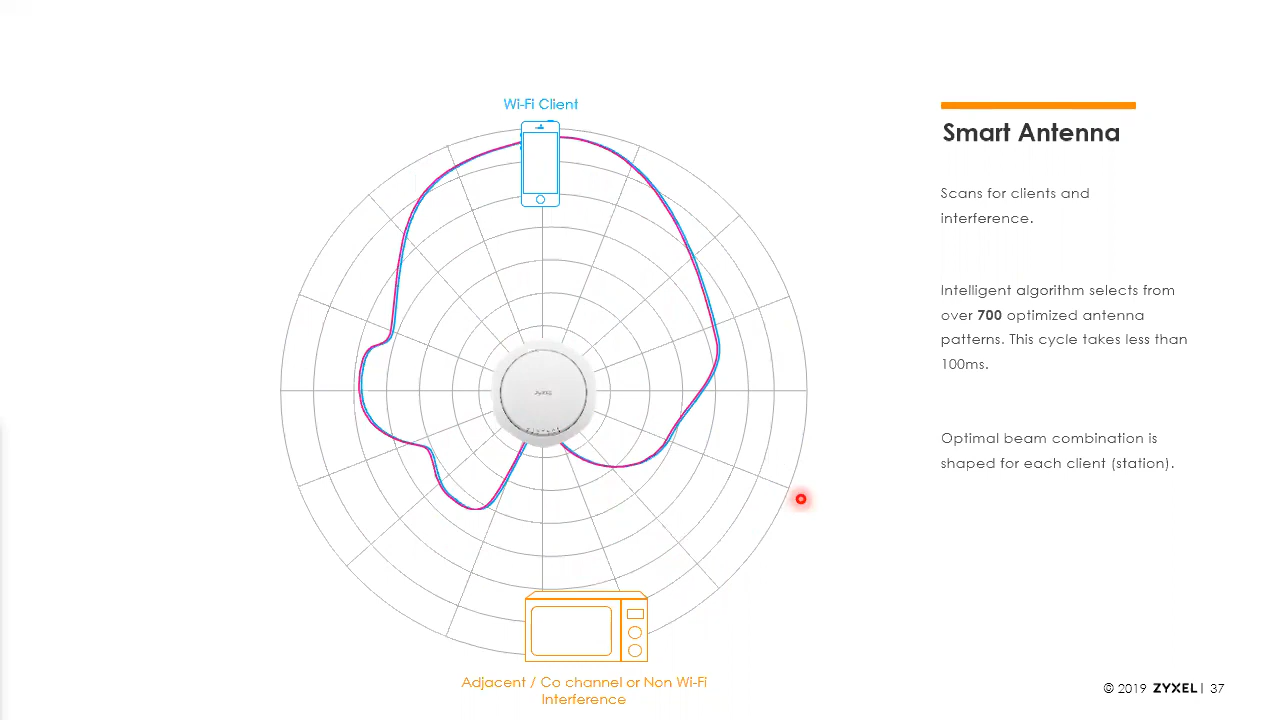 Wi-Fi Client
Smart Antenna
Scans for clients and
interference.
Intelligent algorithm selects from
over 700 optimized antenna
patterns. This cycle takes less than
100ms.
Optimal beam combination is
shaped for each client (station).
ZYXEL
Adjacent / Co channel or Non Wi-Fi
Interference
© 2019 ZYXEL | 37